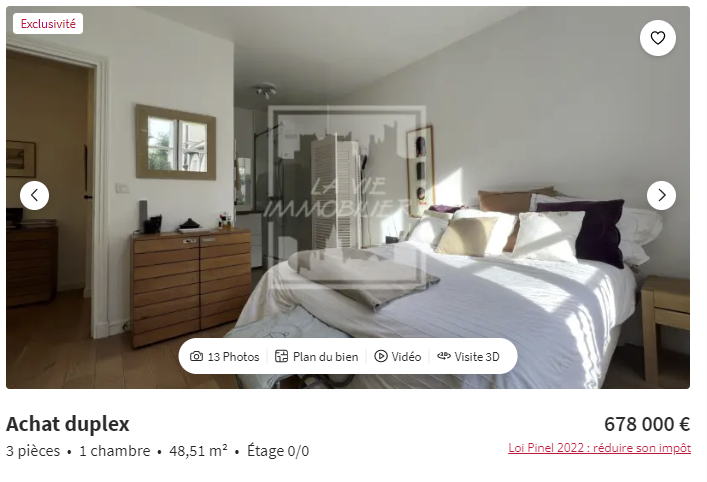 Exclusivité
LA VIE
IMMOBILIER
13 Photos
Plan du bien
Vidéo
Visite 3D
Achat duplex
678 000 €
3 pièces • 1 chambre • 48,51 m² • Étage 0/0
Loi Pinel 2022 : réduire son impôt